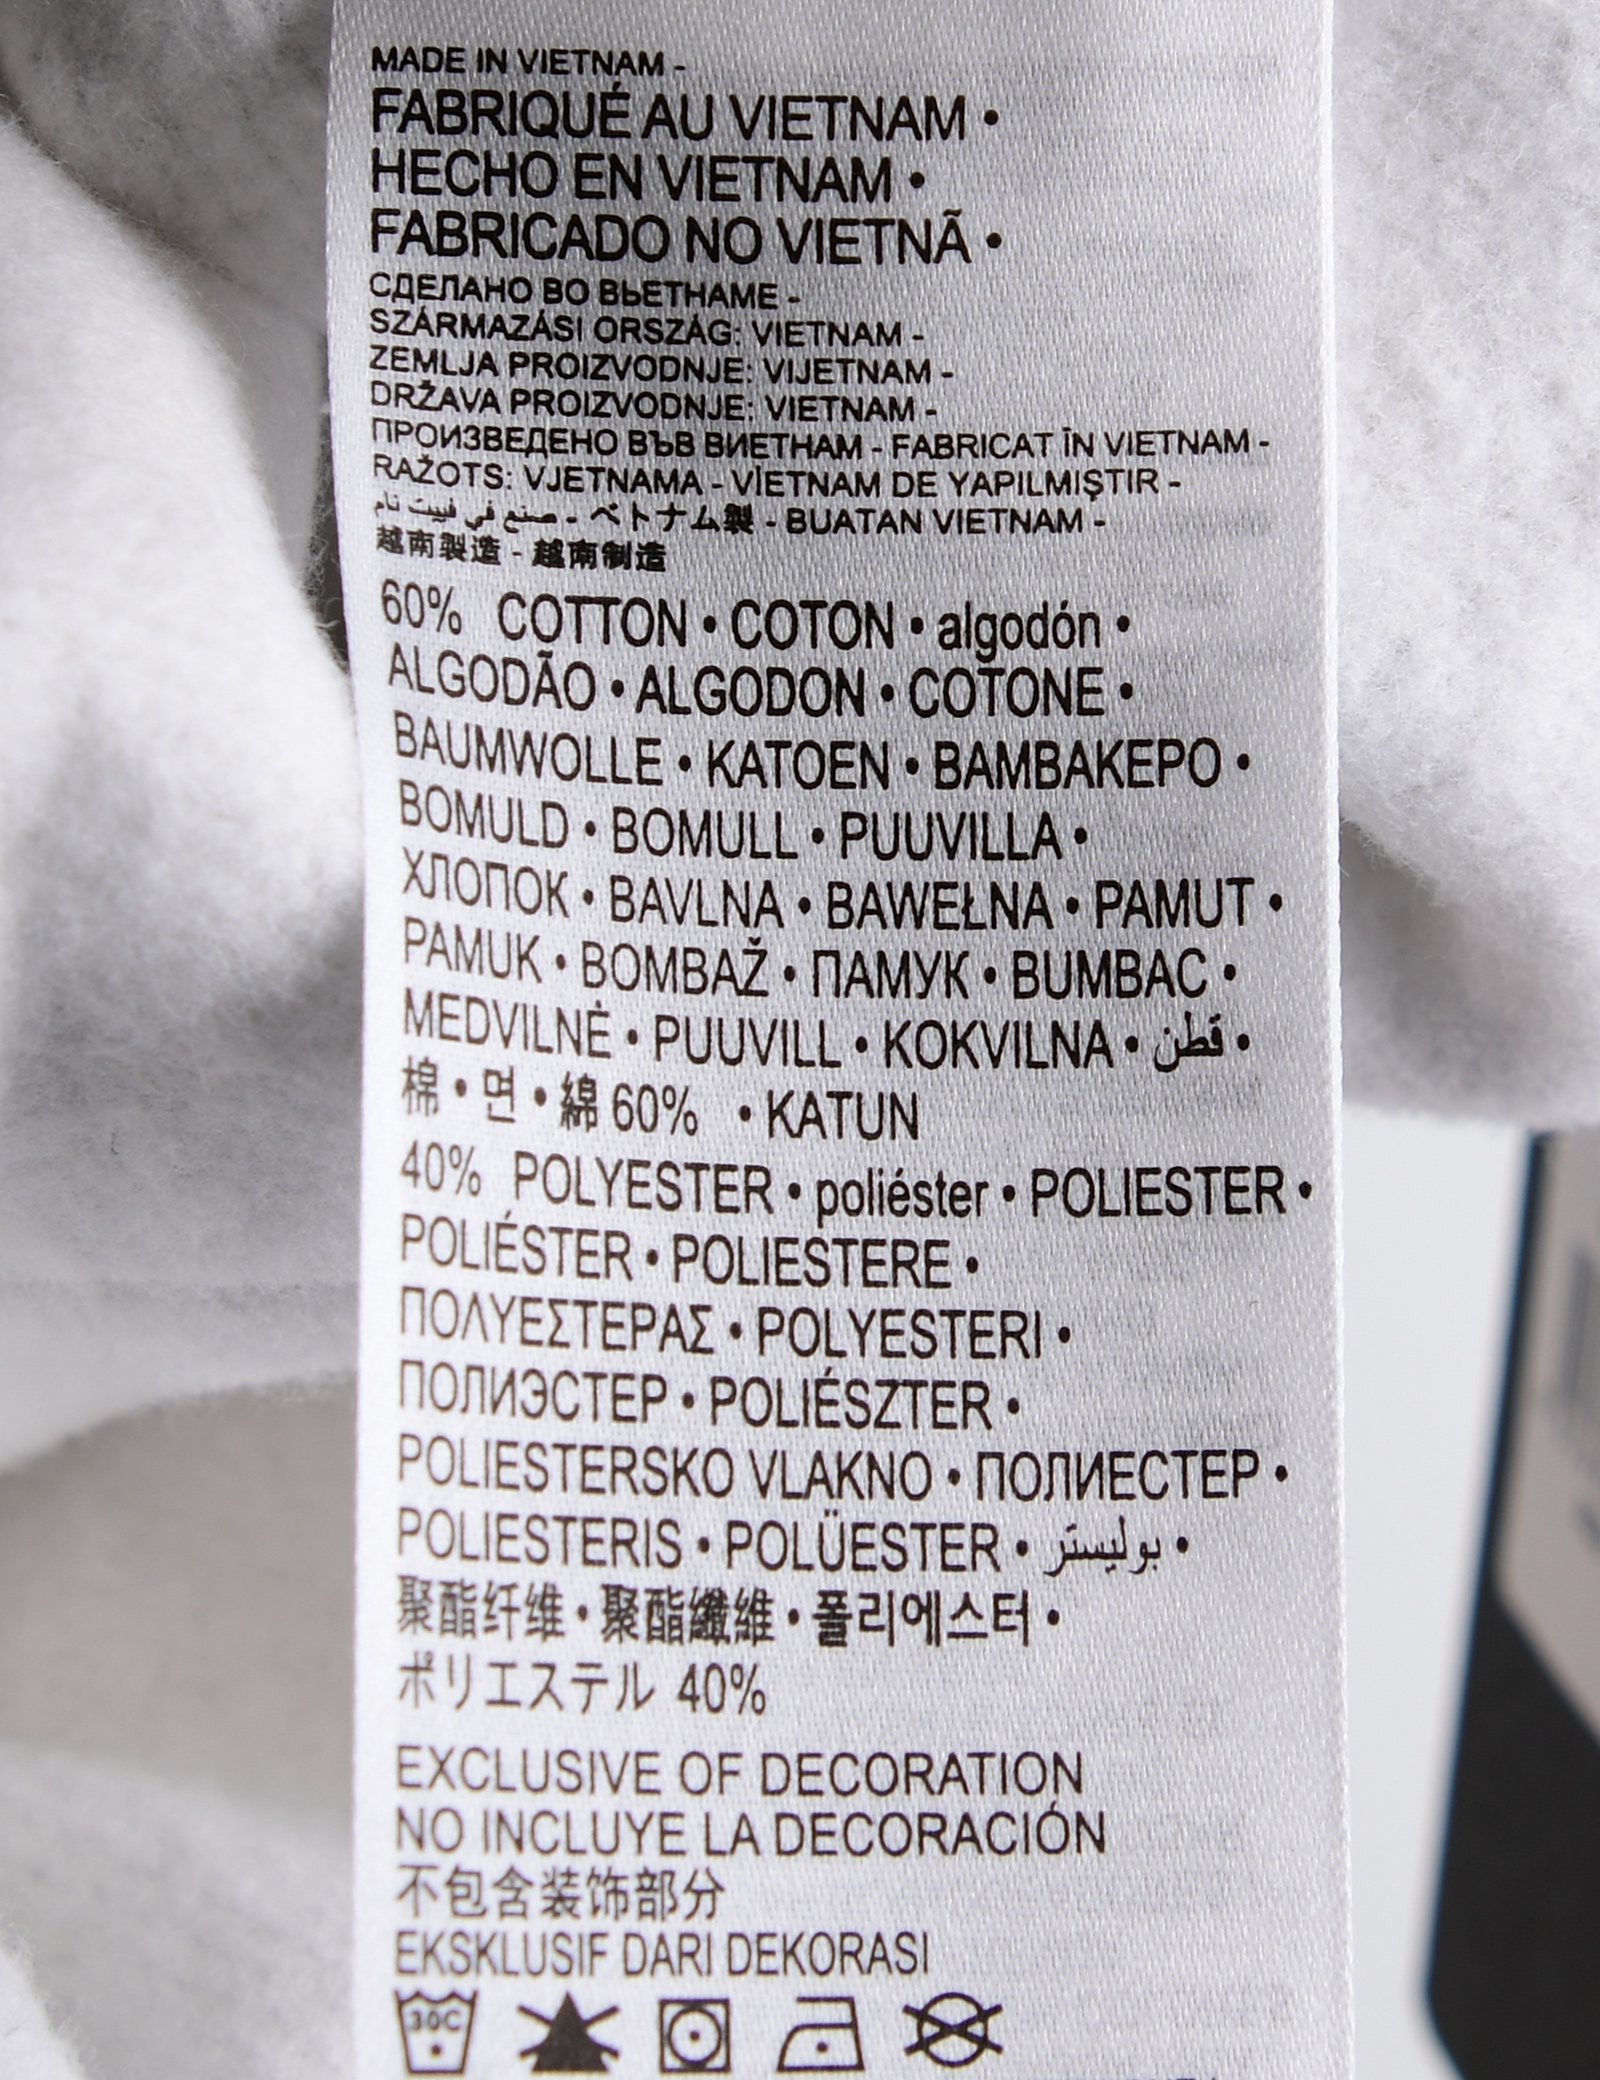 MADE IN VIETNAM -
FABRIQUÉ AU VIETNAM •
HECHO EN VIETNAM •
FABRICADO NO VIETNÃ •
СДЕЛАНО ВО ВЬЕТНАМЕ -
SZÁRMAZÁSI ORSZÁG: VIETNAM -
ZEMLJA PROIZVODNJE: VIJETNAM -
DRŽAVA PROIZVODNJE: VIETNAM -
ПРОИЗВЕДЕНО ВЪВ ВИЕТНАМ - FABRICAT ÎN VIETNAM -
RAŽOTS: VJETNAMA - VİETNAM DE YAPILMIŞTIR -
صنع في فييت نام - ベトナム製 - BUATAN VIETNAM -
越南製造 - 越南制造
60% COTTON • COTON • algodón •
ALGODÃO • ALGODON • COTONE •
BAUMWOLLE • KATOEN • BAMBAKEPO •
BOMULD • BOMULL • PUUVILLA •
ХЛОПОК • BAVLNA • BAWEŁNA • PAMUT •
PAMUK • BOMBAŽ • ПАМУК • BUMBAC •
MEDVILNĖ • PUUVILL • KOKVILNA • قطن •
棉 • 면 • 綿 60% • KATUN
40% POLYESTER • poliéster • POLIESTER •
POLIÉSTER • POLIESTERE •
ΠΟΛΥΕΣΤΕΡΑΣ • POLYESTERI •
ПОЛИЭСТЕР • POLIÉSZTER •
POLIESTERSKO VLAKNO • ПОЛИЕСТЕР •
POLIESTERIS • POLÜESTER • بوليستر •
聚酯纤维 • 聚酯纖維 • 폴리에스터 •
ポリエステル 40%
EXCLUSIVE OF DECORATION
NO INCLUYE LA DECORACIÓN
不包含装饰部分
EKSKLUSIF DARI DEKORASI
30C